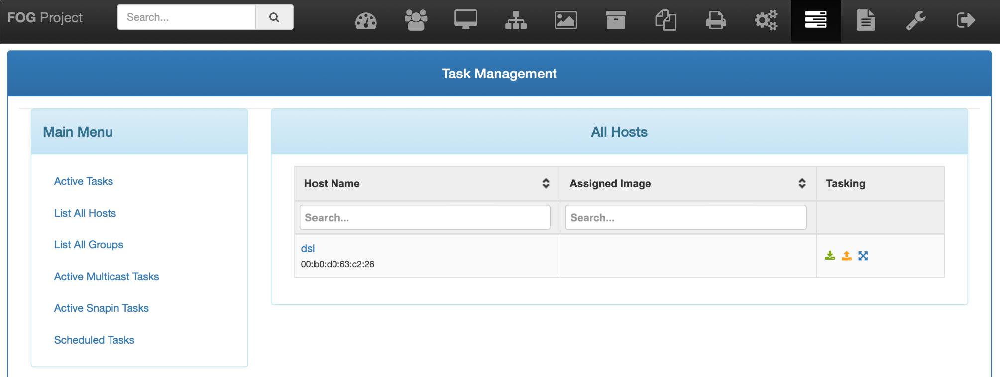 FOG Project
Search...
Task Management
Main Menu
Active Tasks
List All Hosts
List All Groups
Active Multicast Tasks
Active Snapin Tasks
Scheduled Tasks
All Hosts
Host Name
Assigned Image
Tasking
Search...
Search...
dsl
00:b0:d0:63:c2:26